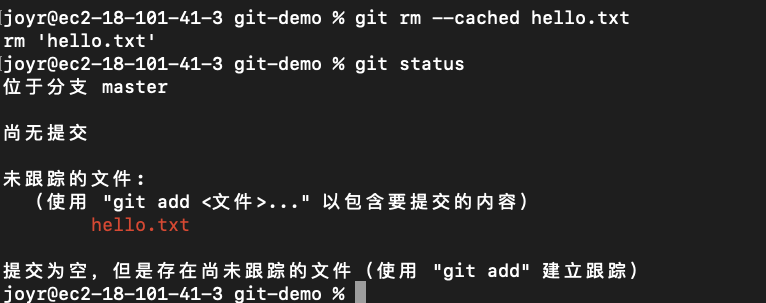 joyr@ec2-18-101-41-3 git-demo % git rm --cached hello.txt
rm 'hello.txt'
joyr@ec2-18-101-41-3 git-demo % git status
位于分支 master
尚无提交
未跟踪的文件:
（使用 "git add <文件>..." 以包含要提交的内容）
hello.txt
提交为空，但是存在尚未跟踪的文件（使用 "git add" 建立跟踪）
joyr@ec2-18-101-41-3 git-demo %